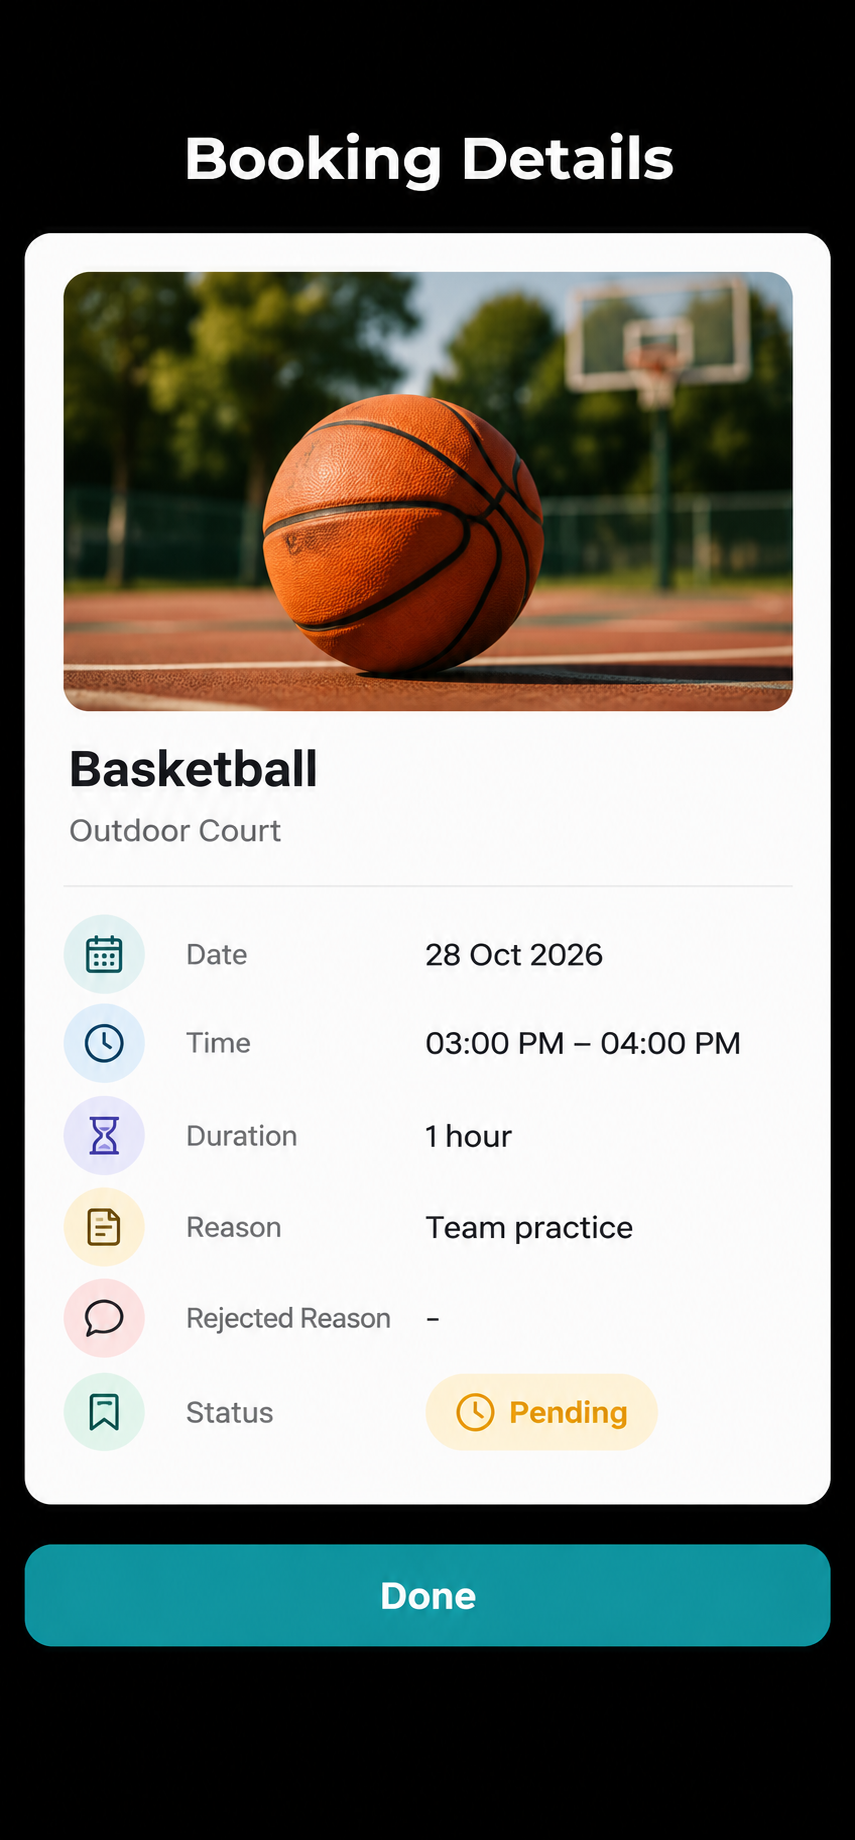 Booking Details
Basketball
Outdoor Court
Date 28 Oct 2026
Time 03:00 PM – 04:00 PM
Duration 1 hour
Reason Team practice
Rejected Reason -
Status Pending
Done